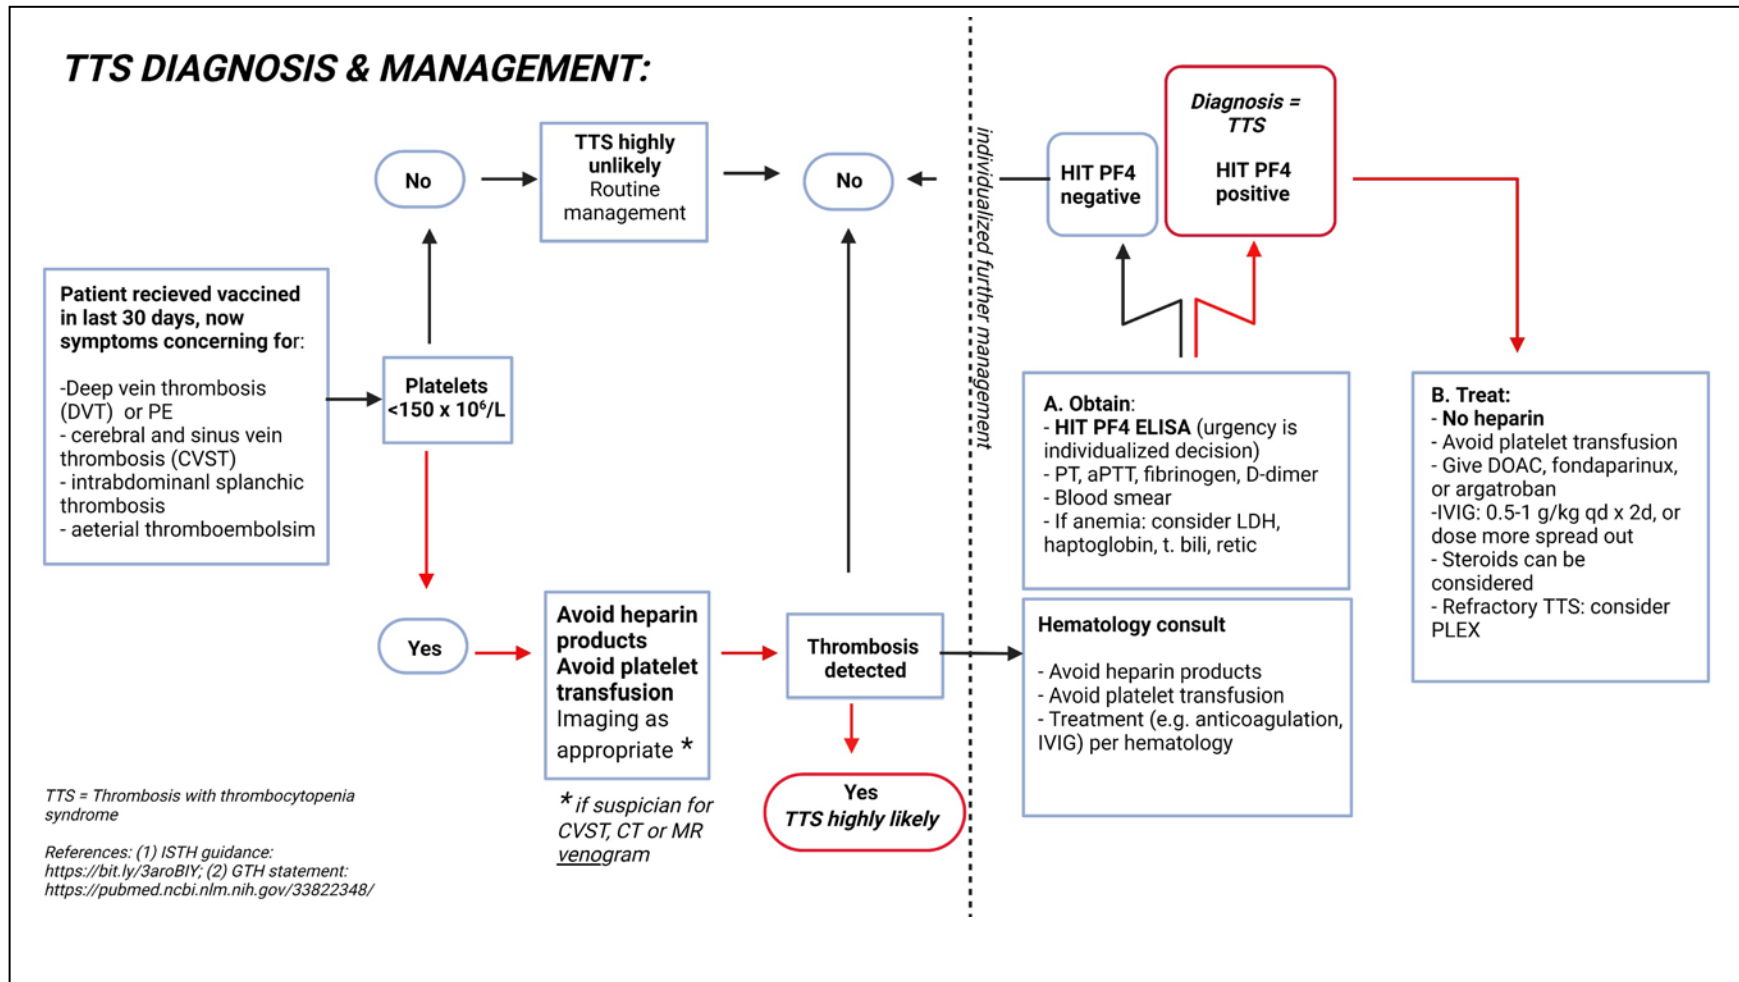 TTS DIAGNOSIS & MANAGEMENT:
Patient recieved vaccined
in last 30 days, now
symptoms concerning for:
-Deep vein thrombosis
(DVT) or PE
- cerebral and sinus vein
thrombosis (CVST)
- intrabdominanl splanchic
thrombosis
- aeterial thromboembolsim
Platelets
<150 x 10⁶/L
No
TTS highly
unlikely
Routine
management
No
Yes
Avoid heparin
products
Avoid platelet
transfusion
Imaging as
appropriate *
* if suspician for
CVST, CT or MR
venogram
Thrombosis
detected
Yes
TTS highly likely
individualized further management
HIT PF4
negative
Diagnosis =
TTS
HIT PF4
positive
A. Obtain:
- HIT PF4 ELISA (urgency is
individualized decision)
- PT, aPTT, fibrinogen, D-dimer
- Blood smear
- If anemia: consider LDH,
haptoglobin, t. bili, retic
Hematology consult
- Avoid heparin products
- Avoid platelet transfusion
- Treatment (e.g. anticoagulation,
IVIG) per hematology
B. Treat:
- No heparin
- Avoid platelet transfusion
- Give DOAC, fondaparinux,
or argatroban
-IVIG: 0.5-1 g/kg qd x 2d, or
dose more spread out
- Steroids can be
considered
- Refractory TTS: consider
PLEX
TTS = Thrombosis with thrombocytopenia
syndrome
References: (1) ISTH guidance:
https://bit.ly/3aroBIY; (2) GTH statement:
https://pubmed.ncbi.nlm.nih.gov/33822348/